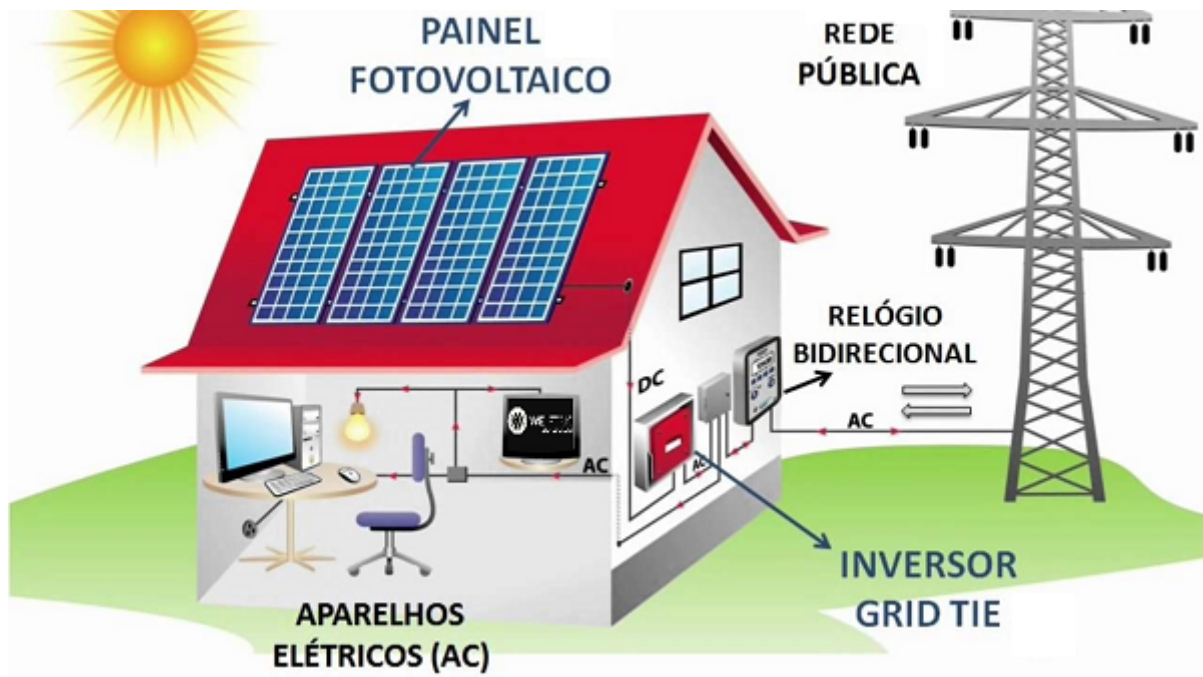 PAINEL
FOTOVOLTAICO
REDE
PÚBLICA
RELÓGIO
BIDIRECIONAL
DC
AC
AC
AC
INVERSOR
GRID TIE
APARELHOS
ELÉTRICOS (AC)